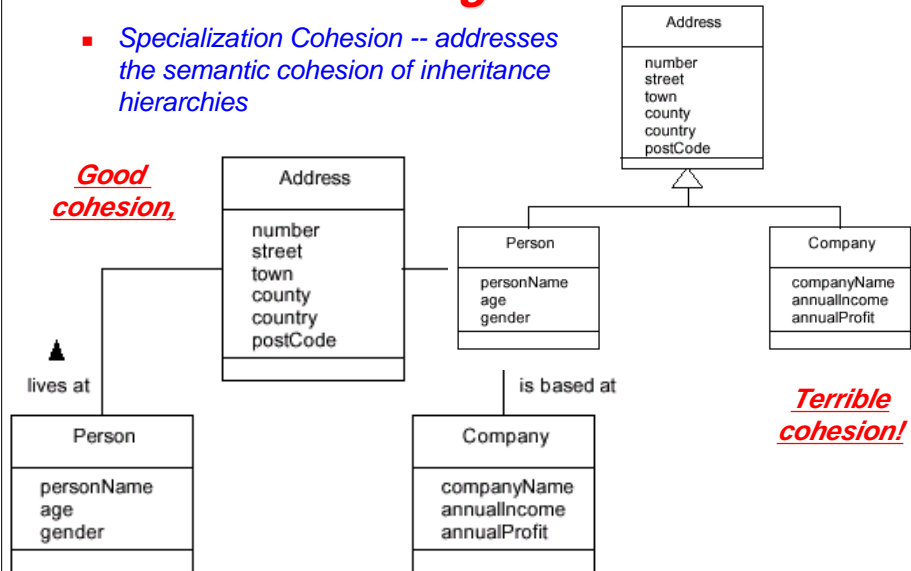 Specialization Cohesion -- addresses
the semantic cohesion of inheritance
hierarchies
Address
number
street
town
county
country
postCode
Person
personName
age
gender
Company
companyName
annualIncome
annualProfit
Terrible
cohesion!
Good
cohesion,
Address
number
street
town
county
country
postCode
lives at
is based at
Person
personName
age
gender
Company
companyName
annualIncome
annualProfit